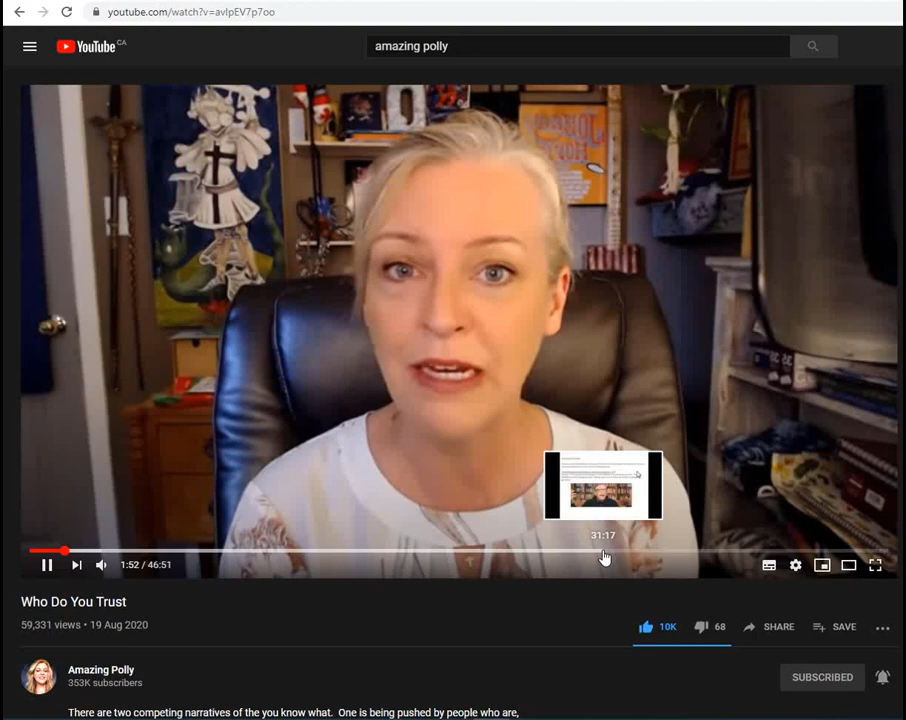 youtube.com/watch?v=avIpEV7p7oo
YouTube CA
amazing polly
31:17
1:52 / 46:51
Who Do You Trust
59,331 views • 19 Aug 2020
10K 68 SHARE SAVE
Amazing Polly
353K subscribers
SUBSCRIBED
There are two competing narratives of the you know what. One is being pushed by people who are,